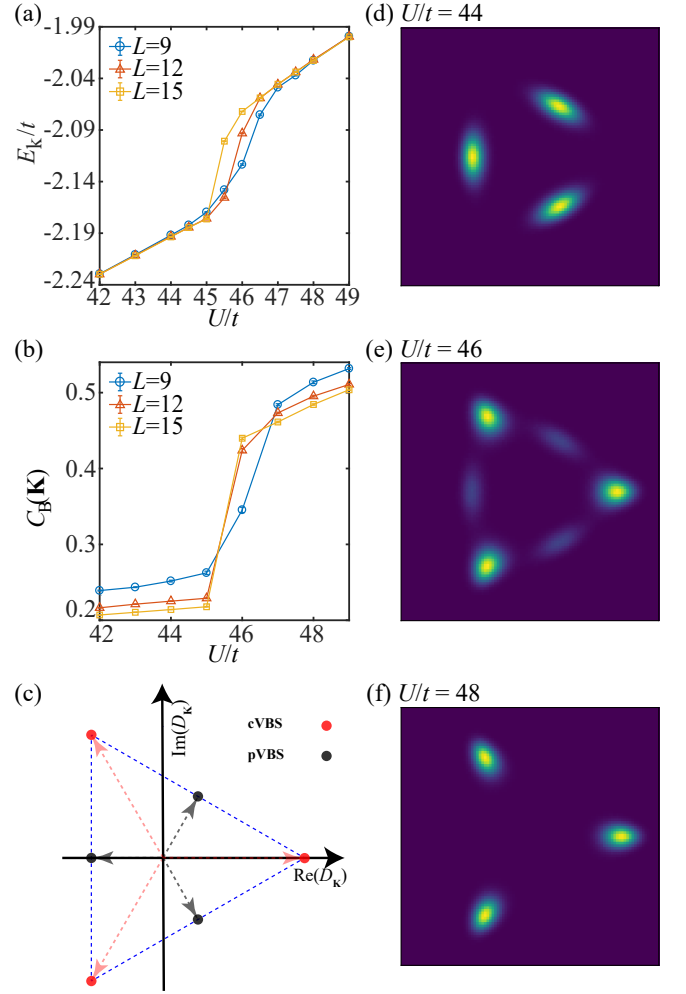 (a)
-1.99
-2.04
-2.09
-2.14
-2.19
-2.24
E_k/t
L=9
L=12
L=15
42 43 44 45 46 47 48 49
U/t
(b)
0.5
0.4
0.3
0.2
C_B(K)
L=9
L=12
L=15
42 44 46 48
U/t
(c)
Im(D_K)
cVBS
pVBS
Re(D_K)
(d) U/t = 44
(e) U/t = 46
(f) U/t = 48